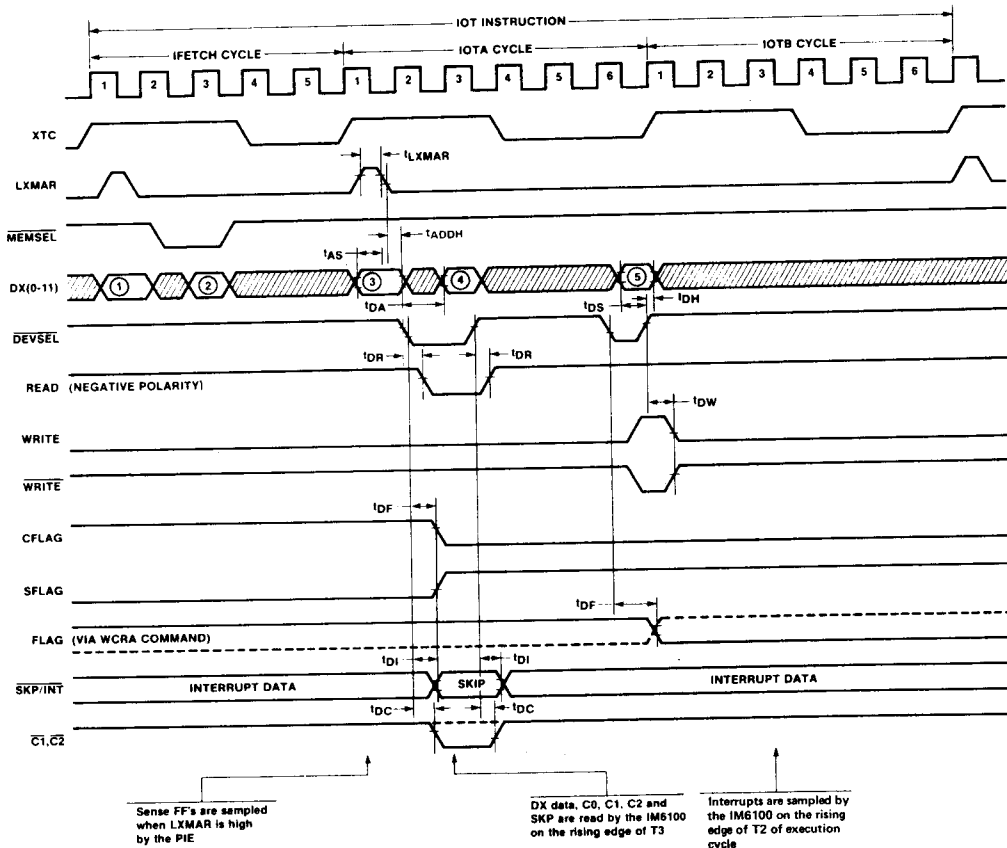 IOT INSTRUCTION
IFETCH CYCLE
IOTA CYCLE
IOTB CYCLE
1 2 3 4 5 1 2 3 4 5 6 1 2 3 4 5 6
XTC
tLXMAR
LXMAR
MEMSEL
tADDH
tAS
DX(0-11)
1 2 3 4 5
tDA
tDS
tDH
DEVSEL
tDR
tDR
READ (NEGATIVE POLARITY)
tDW
WRITE
WRITE
tDF
CFLAG
SFLAG
tDF
FLAG (VIA WCRA COMMAND)
tDI
tDI
SKP/INT
INTERRUPT DATA
SKIP
INTERRUPT DATA
tDC
tDC
C1,C2
Sense FF's are sampled
when LXMAR is high
by the PIE
DX data, C0, C1, C2 and
SKP are read by the IM6100
on the rising edge of T3
Interrupts are sampled by
the IM6100 on the rising
edge of T2 of execution
cycle